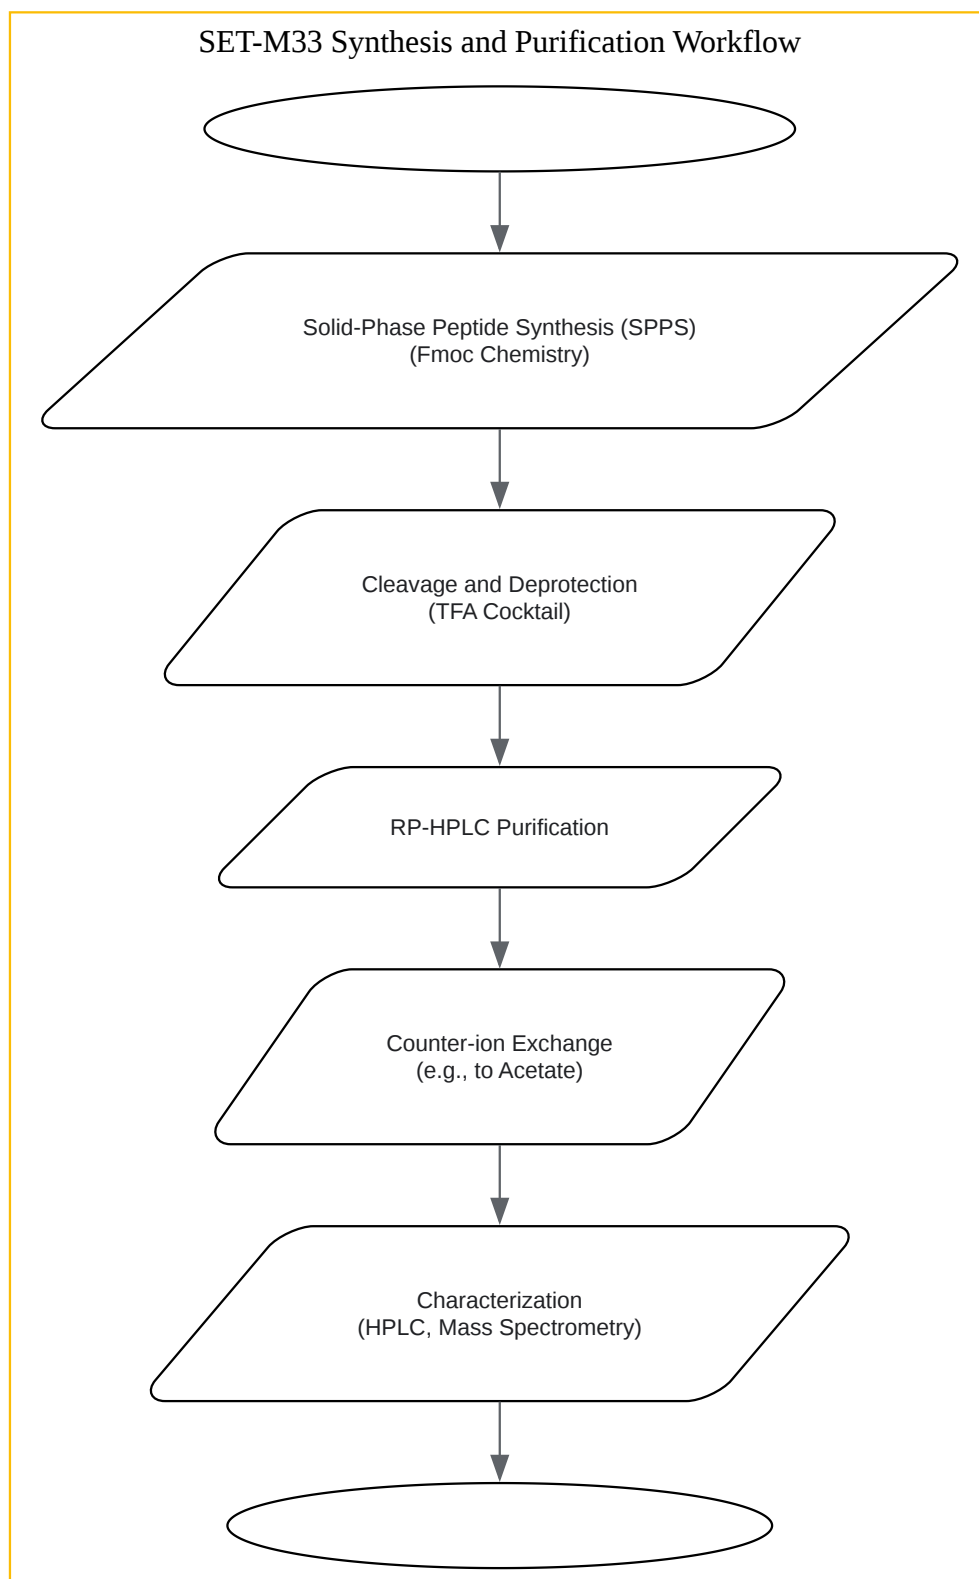 SET-M33 Synthesis and Purification Workflow
Solid-Phase Peptide Synthesis (SPPS)
(Fmoc Chemistry)
Cleavage and Deprotection
(TFA Cocktail)
RP-HPLC Purification
Counter-ion Exchange
(e.g., to Acetate)
Characterization
(HPLC, Mass Spectrometry)